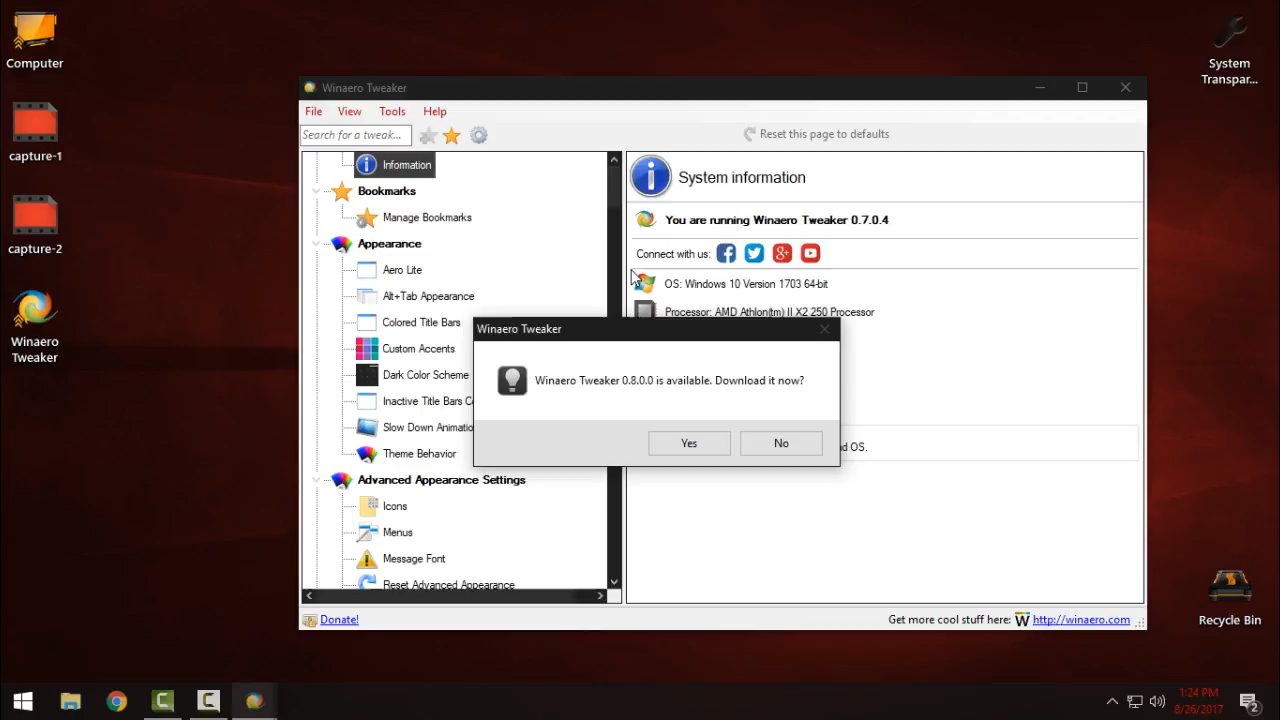 Computer
capture-1
capture-2
Winaero
Tweaker
System
Transpar...
Recycle Bin
Winaero Tweaker
File View Tools Help
Search for a tweak...
Reset this page to defaults
Information
Bookmarks
Manage Bookmarks
Appearance
Aero Lite
Alt+Tab Appearance
Colored Title Bars
Custom Accents
Dark Color Scheme
Inactive Title Bars C
Slow Down Animatio
Theme Behavior
Advanced Appearance Settings
Icons
Menus
Message Font
Reset Advanced Appearance
System information
You are running Winaero Tweaker 0.7.0.4
Connect with us:
OS: Windows 10 Version 1703 64-bit
Processor: AMD Athlon(tm) II X2 250 Processor
d OS.
Winaero Tweaker
Winaero Tweaker 0.8.0.0 is available. Download it now?
Yes No
Donate!
Get more cool stuff here: W http://winaero.com
1:24 PM
8/26/2017
2